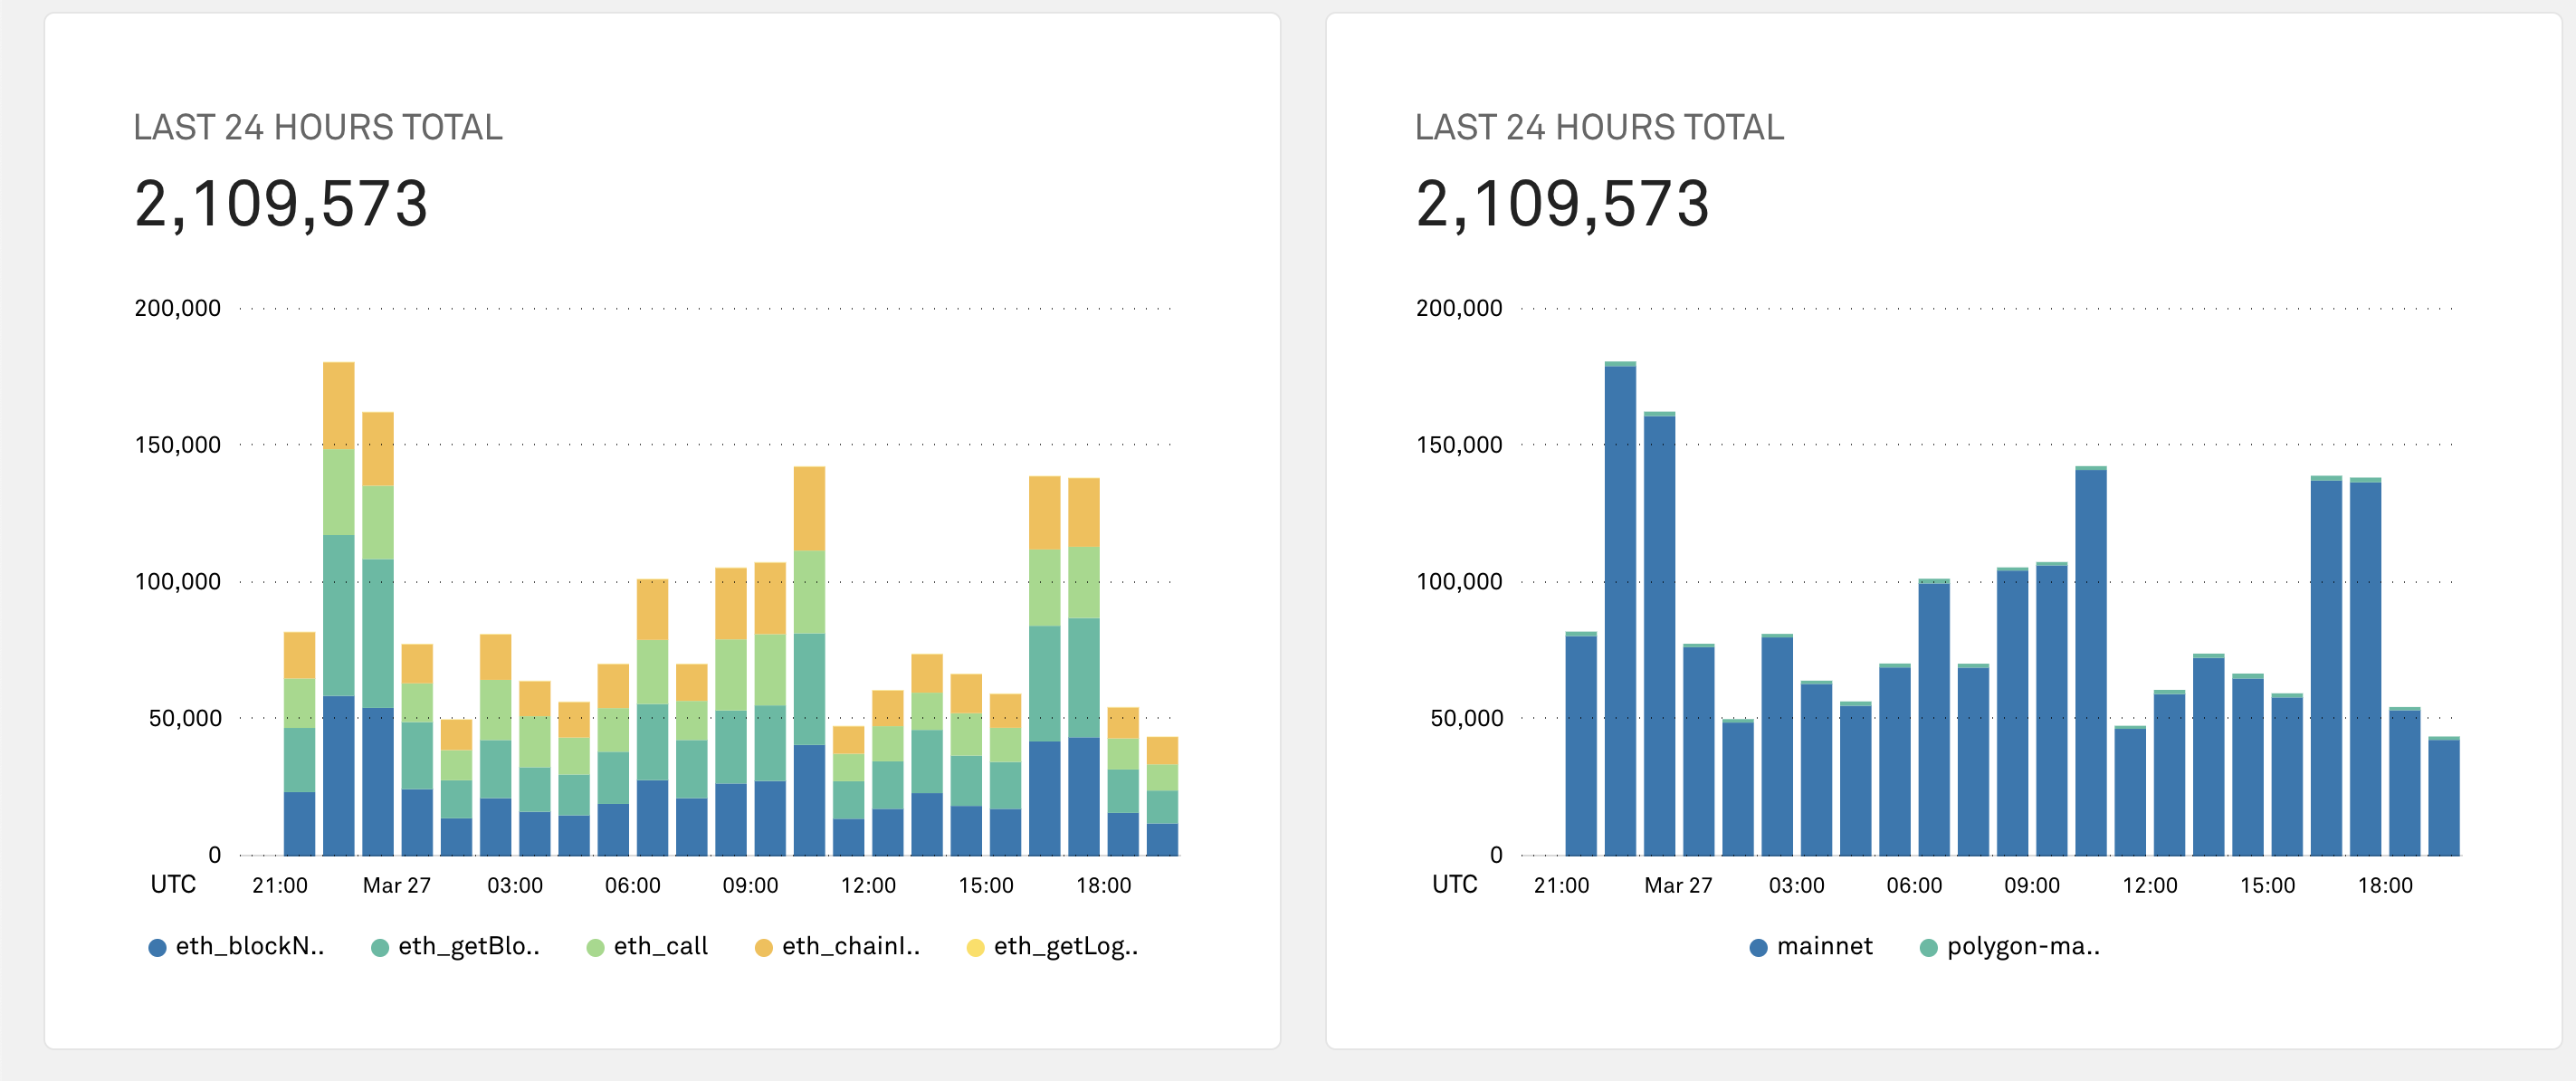 LAST 24 HOURS TOTAL
2,109,573
200,000
150,000
100,000
50,000
0
UTC 21:00 Mar 27 03:00 06:00 09:00 12:00 15:00 18:00
eth_blockN.. eth_getBlo.. eth_call eth_chainI.. eth_getLog..
LAST 24 HOURS TOTAL
2,109,573
200,000
150,000
100,000
50,000
0
UTC 21:00 Mar 27 03:00 06:00 09:00 12:00 15:00 18:00
mainnet polygon-ma..